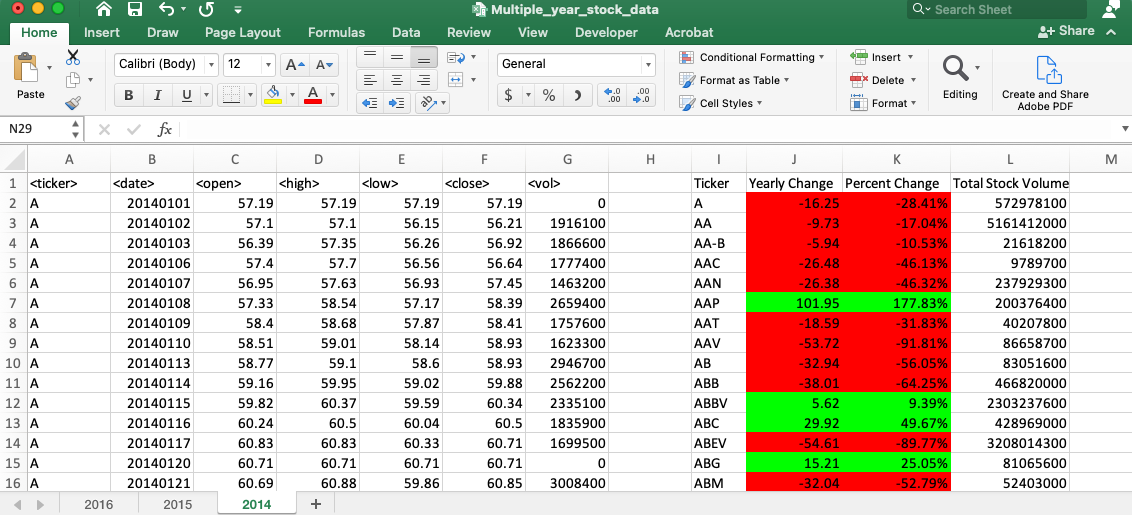 Multiple_year_stock_data
Search Sheet
Home Insert Draw Page Layout Formulas Data Review View Developer Acrobat Share
Paste
Calibri (Body) 12 A A
B I U A
General
$ % )
Conditional Formatting
Format as Table
Cell Styles
Insert
Delete
Format
Editing
Create and Share
Adobe PDF
N29 fx
A B C D E F G H I J K L M
1 <ticker> <date> <open> <high> <low> <close> <vol> Ticker Yearly Change Percent Change Total Stock Volume
2 A 20140101 57.19 57.19 57.19 57.19 0 A -16.25 -28.41% 572978100
3 A 20140102 57.1 57.1 56.15 56.21 1916100 AA -9.73 -17.04% 5161412000
4 A 20140103 56.39 57.35 56.26 56.92 1866600 AA-B -5.94 -10.53% 21618200
5 A 20140106 57.4 57.7 56.56 56.64 1777400 AAC -26.48 -46.13% 9789700
6 A 20140107 56.95 57.63 56.93 57.45 1463200 AAN -26.38 -46.32% 237929300
7 A 20140108 57.33 58.54 57.17 58.39 2659400 AAP 101.95 177.83% 200376400
8 A 20140109 58.4 58.68 57.87 58.41 1757600 AAT -18.59 -31.83% 40207800
9 A 20140110 58.51 59.01 58.14 58.93 1623300 AAV -53.72 -91.81% 86658700
10 A 20140113 58.77 59.1 58.6 58.93 2946700 AB -32.94 -56.05% 83051600
11 A 20140114 59.16 59.95 59.02 59.88 2562200 ABB -38.01 -64.25% 466820000
12 A 20140115 59.82 60.37 59.59 60.34 2335100 ABBV 5.62 9.39% 2303237600
13 A 20140116 60.24 60.5 60.04 60.5 1835900 ABC 29.92 49.67% 428969000
14 A 20140117 60.83 60.83 60.33 60.71 1699500 ABEV -54.61 -89.77% 3208014300
15 A 20140120 60.71 60.71 60.71 60.71 0 ABG 15.21 25.05% 81065600
16 A 20140121 60.69 60.88 59.86 60.85 3008400 ABM -32.04 -52.79% 52403000
2016 2015 2014 +